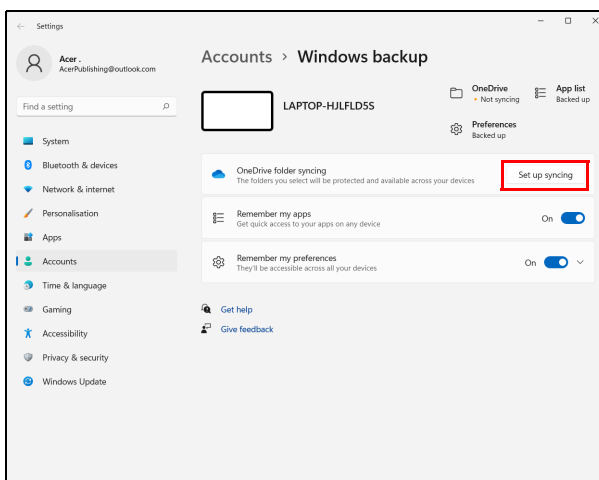 Settings
Acer .
AcerPublishing@outlook.com
Find a setting
System
Bluetooth & devices
Network & internet
Personalisation
Apps
Accounts
Time & language
Gaming
Accessibility
Privacy & security
Windows Update
Accounts > Windows backup
LAPTOP-HJLFLD5S
OneDrive
• Not syncing
App list
Backed up
Preferences
Backed up
OneDrive folder syncing
The folders you select will be protected and available across your devices
Set up syncing
Remember my apps
Get quick access to your apps on any device
On
Remember my preferences
They'll be accessible across all your devices
On
Get help
Give feedback